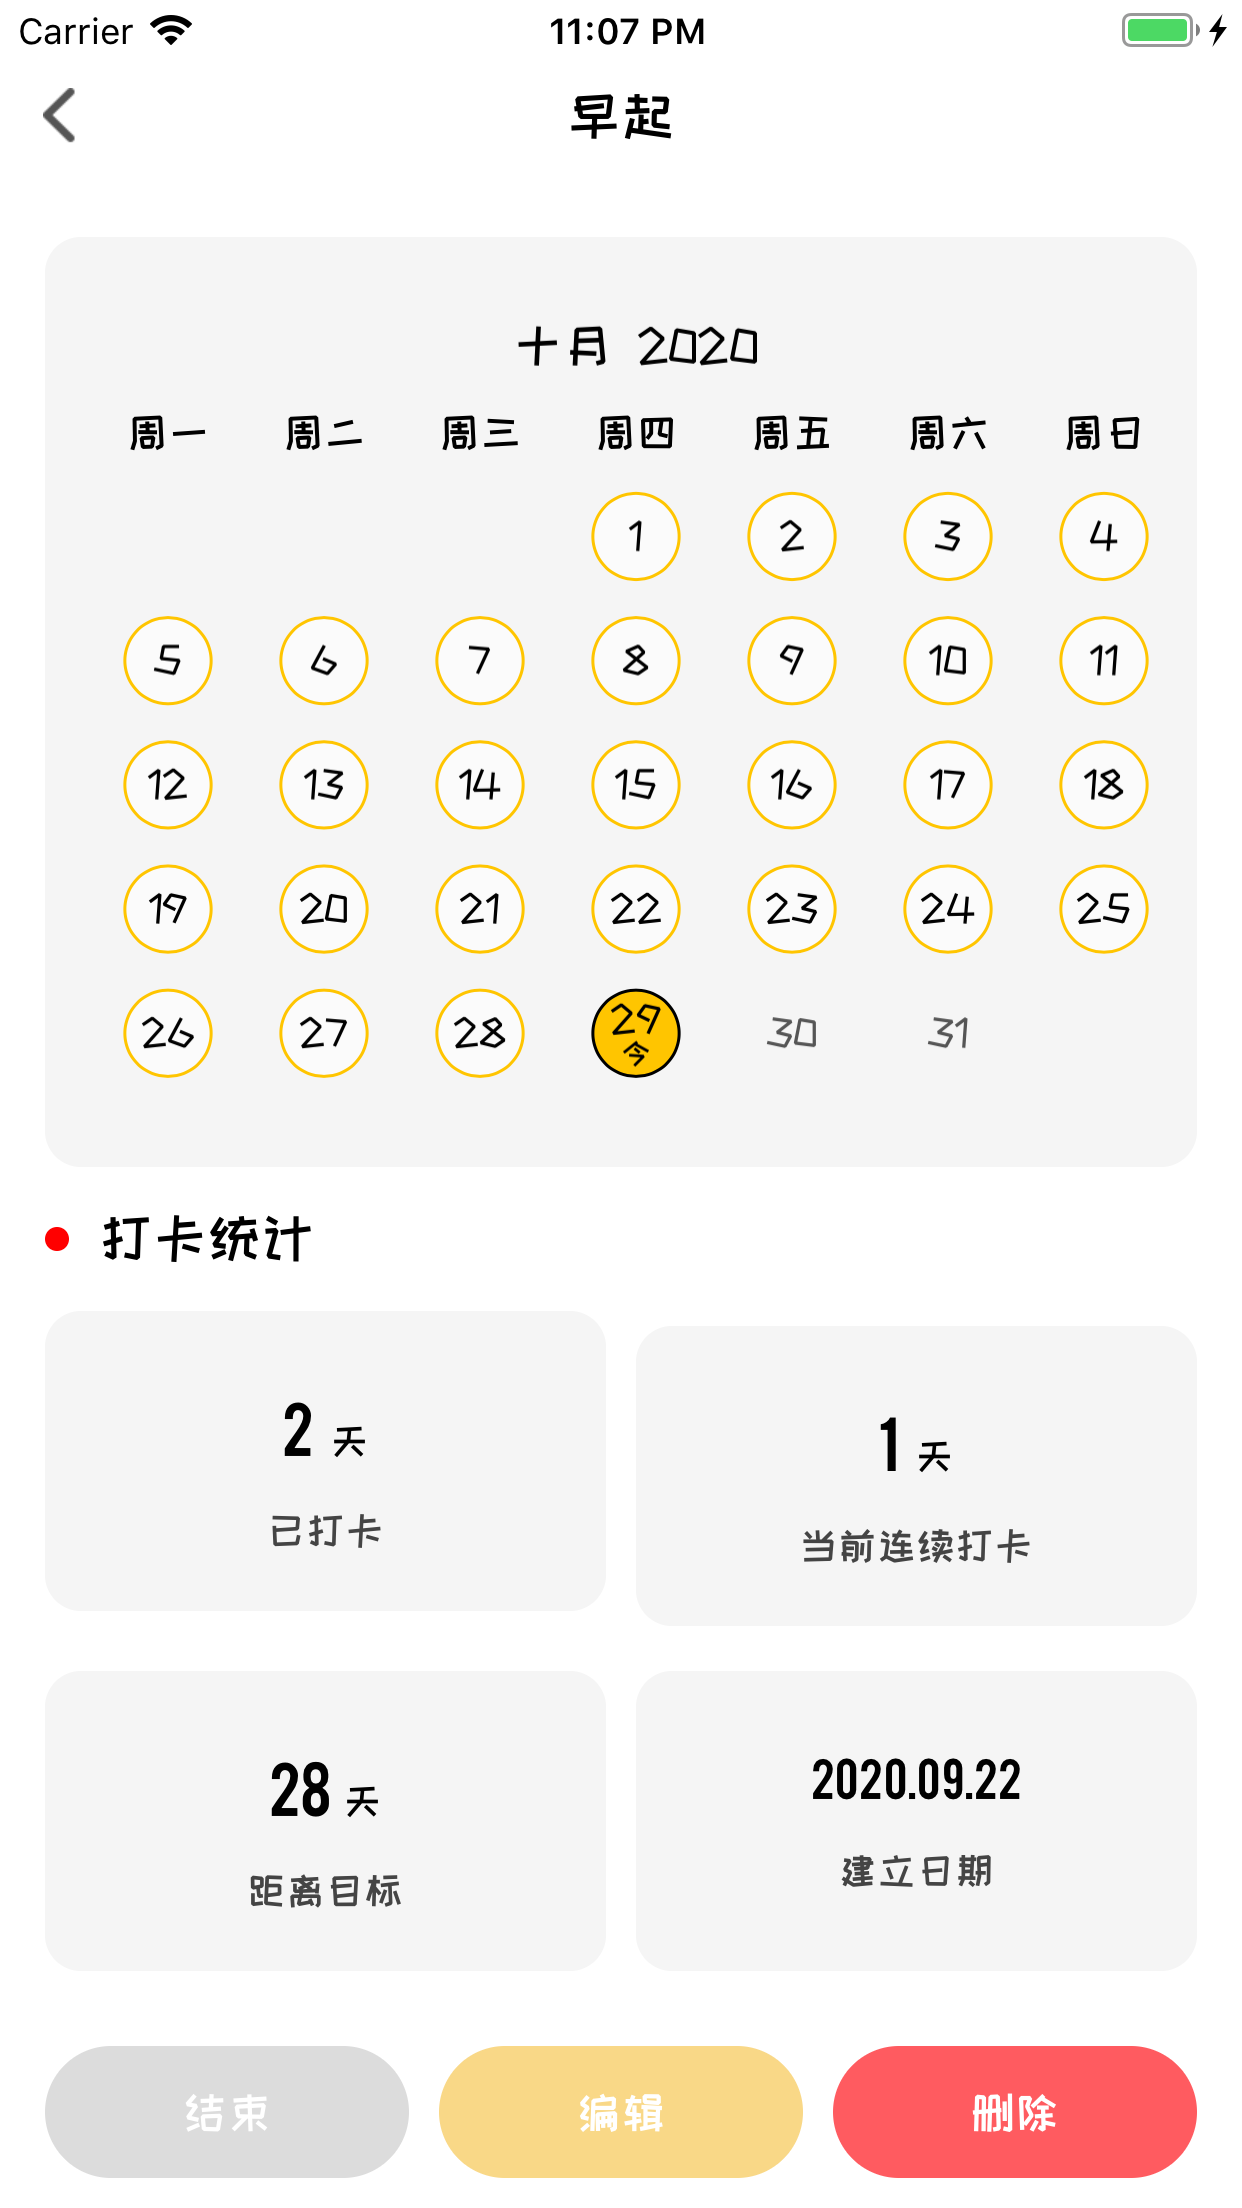 Carrier 11:07 PM
早起
十月 2020
周一 周二 周三 周四 周五 周六 周日
1 2 3 4
5 6 7 8 9 10 11
12 13 14 15 16 17 18
19 20 21 22 23 24 25
26 27 28 29 30 31
今
打卡统计
2 天
已打卡
1 天
当前连续打卡
28 天
距离目标
2020.09.22
建立日期
结束 编辑 删除